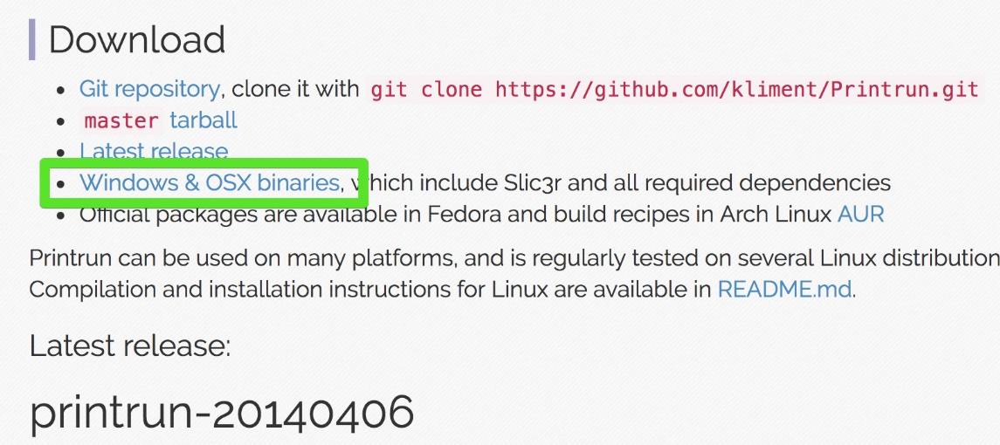 Download
Git repository, clone it with git clone https://github.com/kliment/Printrun.git
master tarball
Latest release
Windows & OSX binaries, which include Slic3r and all required dependencies
Official packages are available in Fedora and build recipes in Arch Linux AUR
Printrun can be used on many platforms, and is regularly tested on several Linux distribution
Compilation and installation instructions for Linux are available in README.md.
Latest release:
printrun-20140406